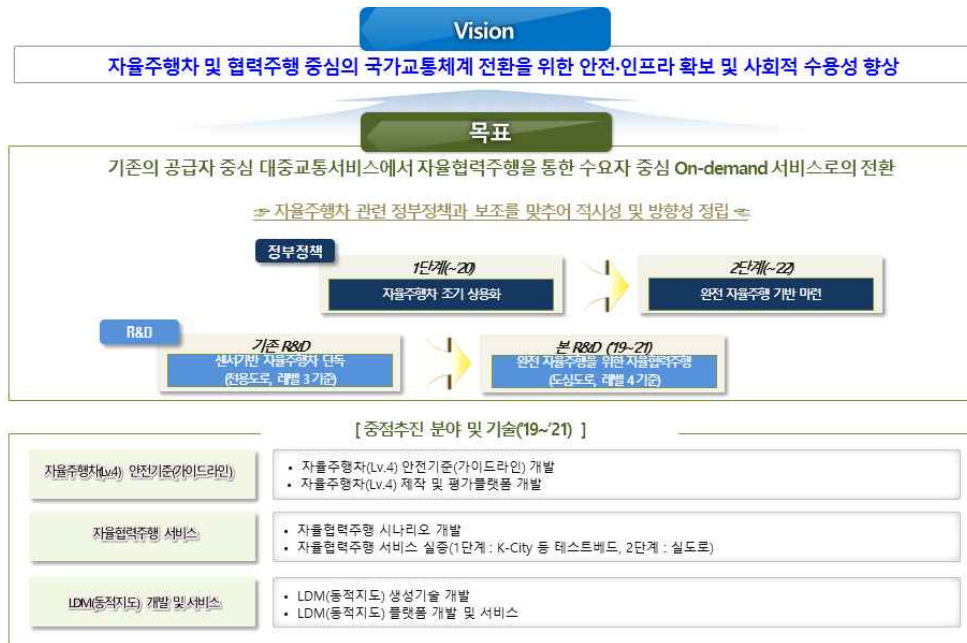 Vision
자율주행차 및 협력주행 중심의 국가교통체계 전환을 위한 안전·인프라 확보 및 사회적 수용성 향상
목표
기존의 공급자 중심 대중교통서비스에서 자율협력주행을 통한 수요자 중심 On-demand 서비스로의 전환
☞ 자율주행차 관련 정부정책과 보조를 맞추어 적시성 및 방향성 정립 ☜
정부정책
1단계(~20)
자율주행차 조기 상용화
2단계(~22)
완전 자율주행 기반 마련
R&D
기존 R&D
센서기반 자율주행차 단독
(전용도로, 레벨 3 기준)
본 R&D ('19~21)
완전 자율주행을 위한 자율협력주행
(도심도로, 레벨 4 기준)
[ 중점추진 분야 및 기술('19~'21) ]
자율주행차(Lv.4) 안전기준(가이드라인)
• 자율주행차(Lv.4) 안전기준(가이드라인) 개발
• 자율주행차(Lv.4) 제작 및 평가플랫폼 개발
자율협력주행 서비스
• 자율협력주행 시나리오 개발
• 자율협력주행 서비스 실증(1단계 : K-City 등 테스트베드, 2단계 : 실도로)
LDM(동적지도) 개발 및 서비스
• LDM(동적지도) 생성기술 개발
• LDM(동적지도) 플랫폼 개발 및 서비스